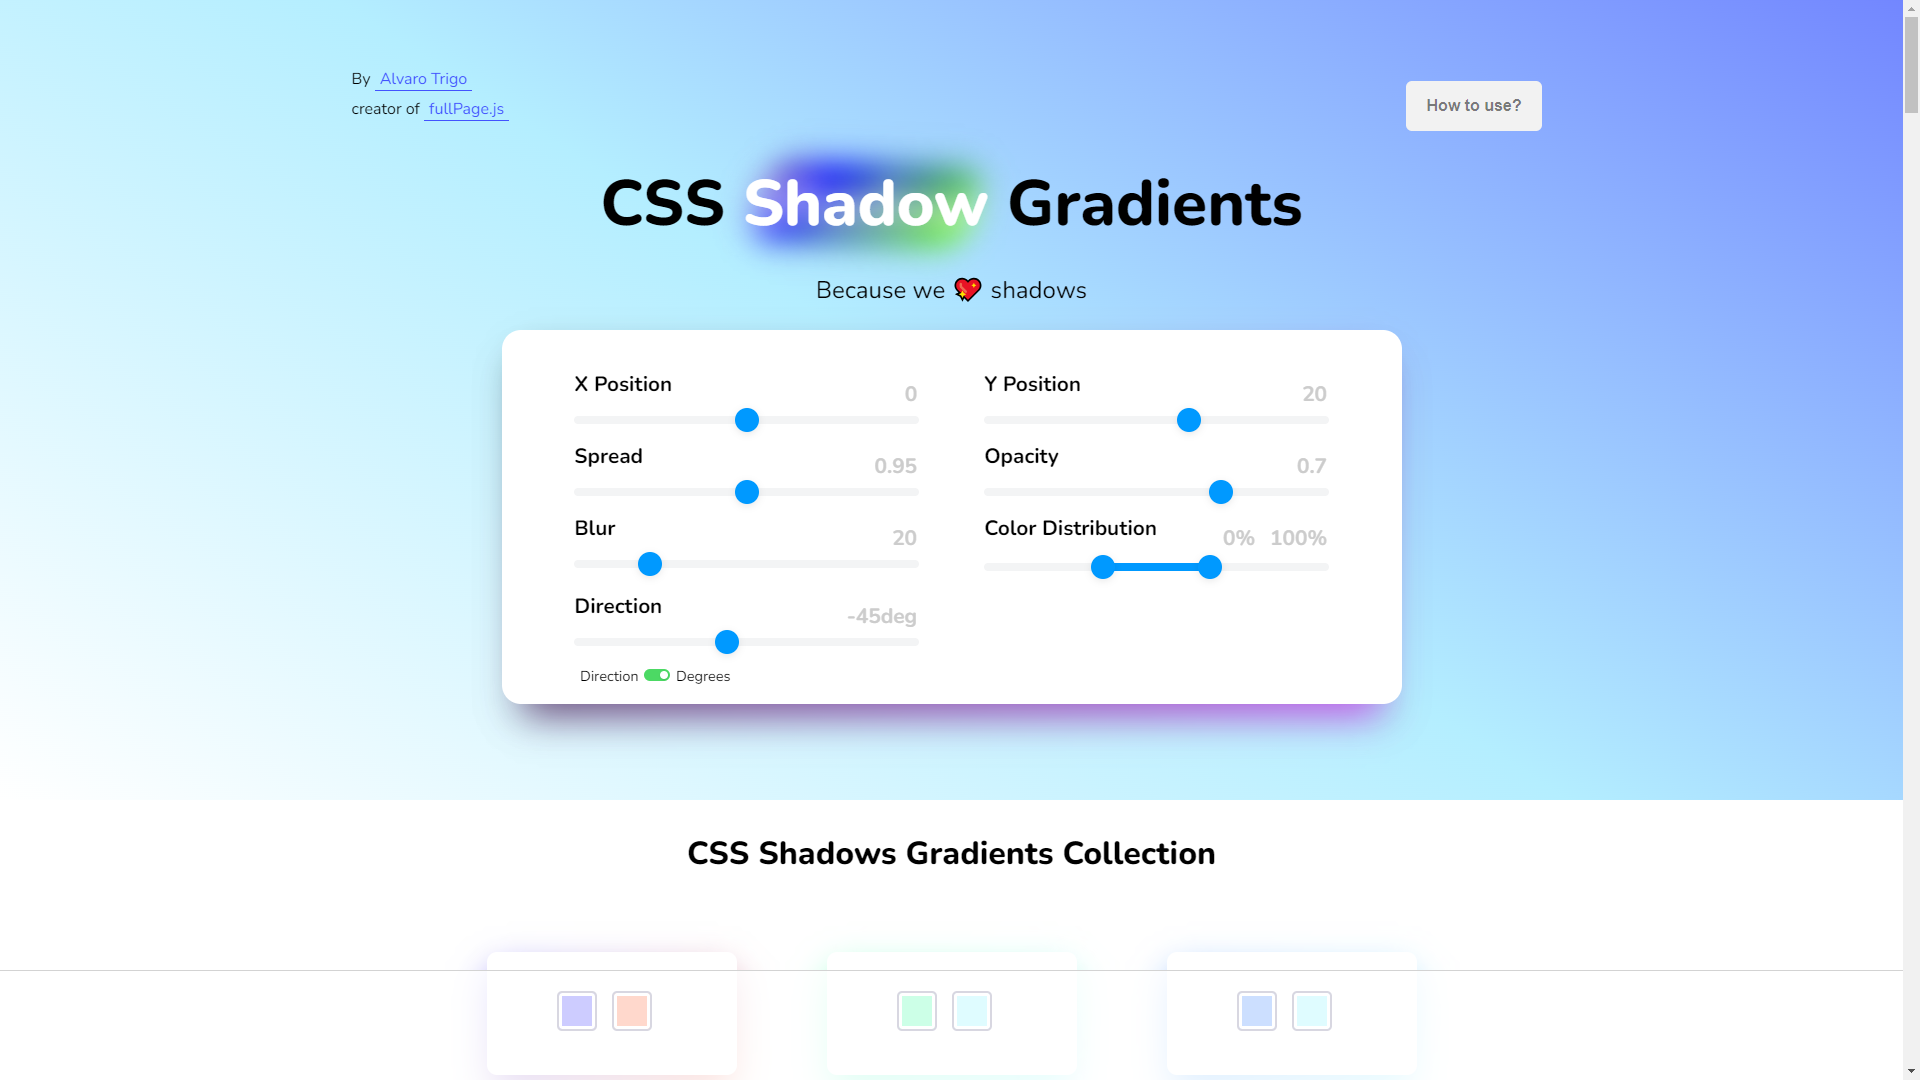 By Alvaro Trigo
creator of fullPage.js
How to use?
CSS Shadow Gradients
Because we 💖 shadows
X Position 0
Y Position 20
Spread 0.95
Opacity 0.7
Blur 20
Color Distribution 0% 100%
Direction -45deg
Direction Degrees
CSS Shadows Gradients Collection